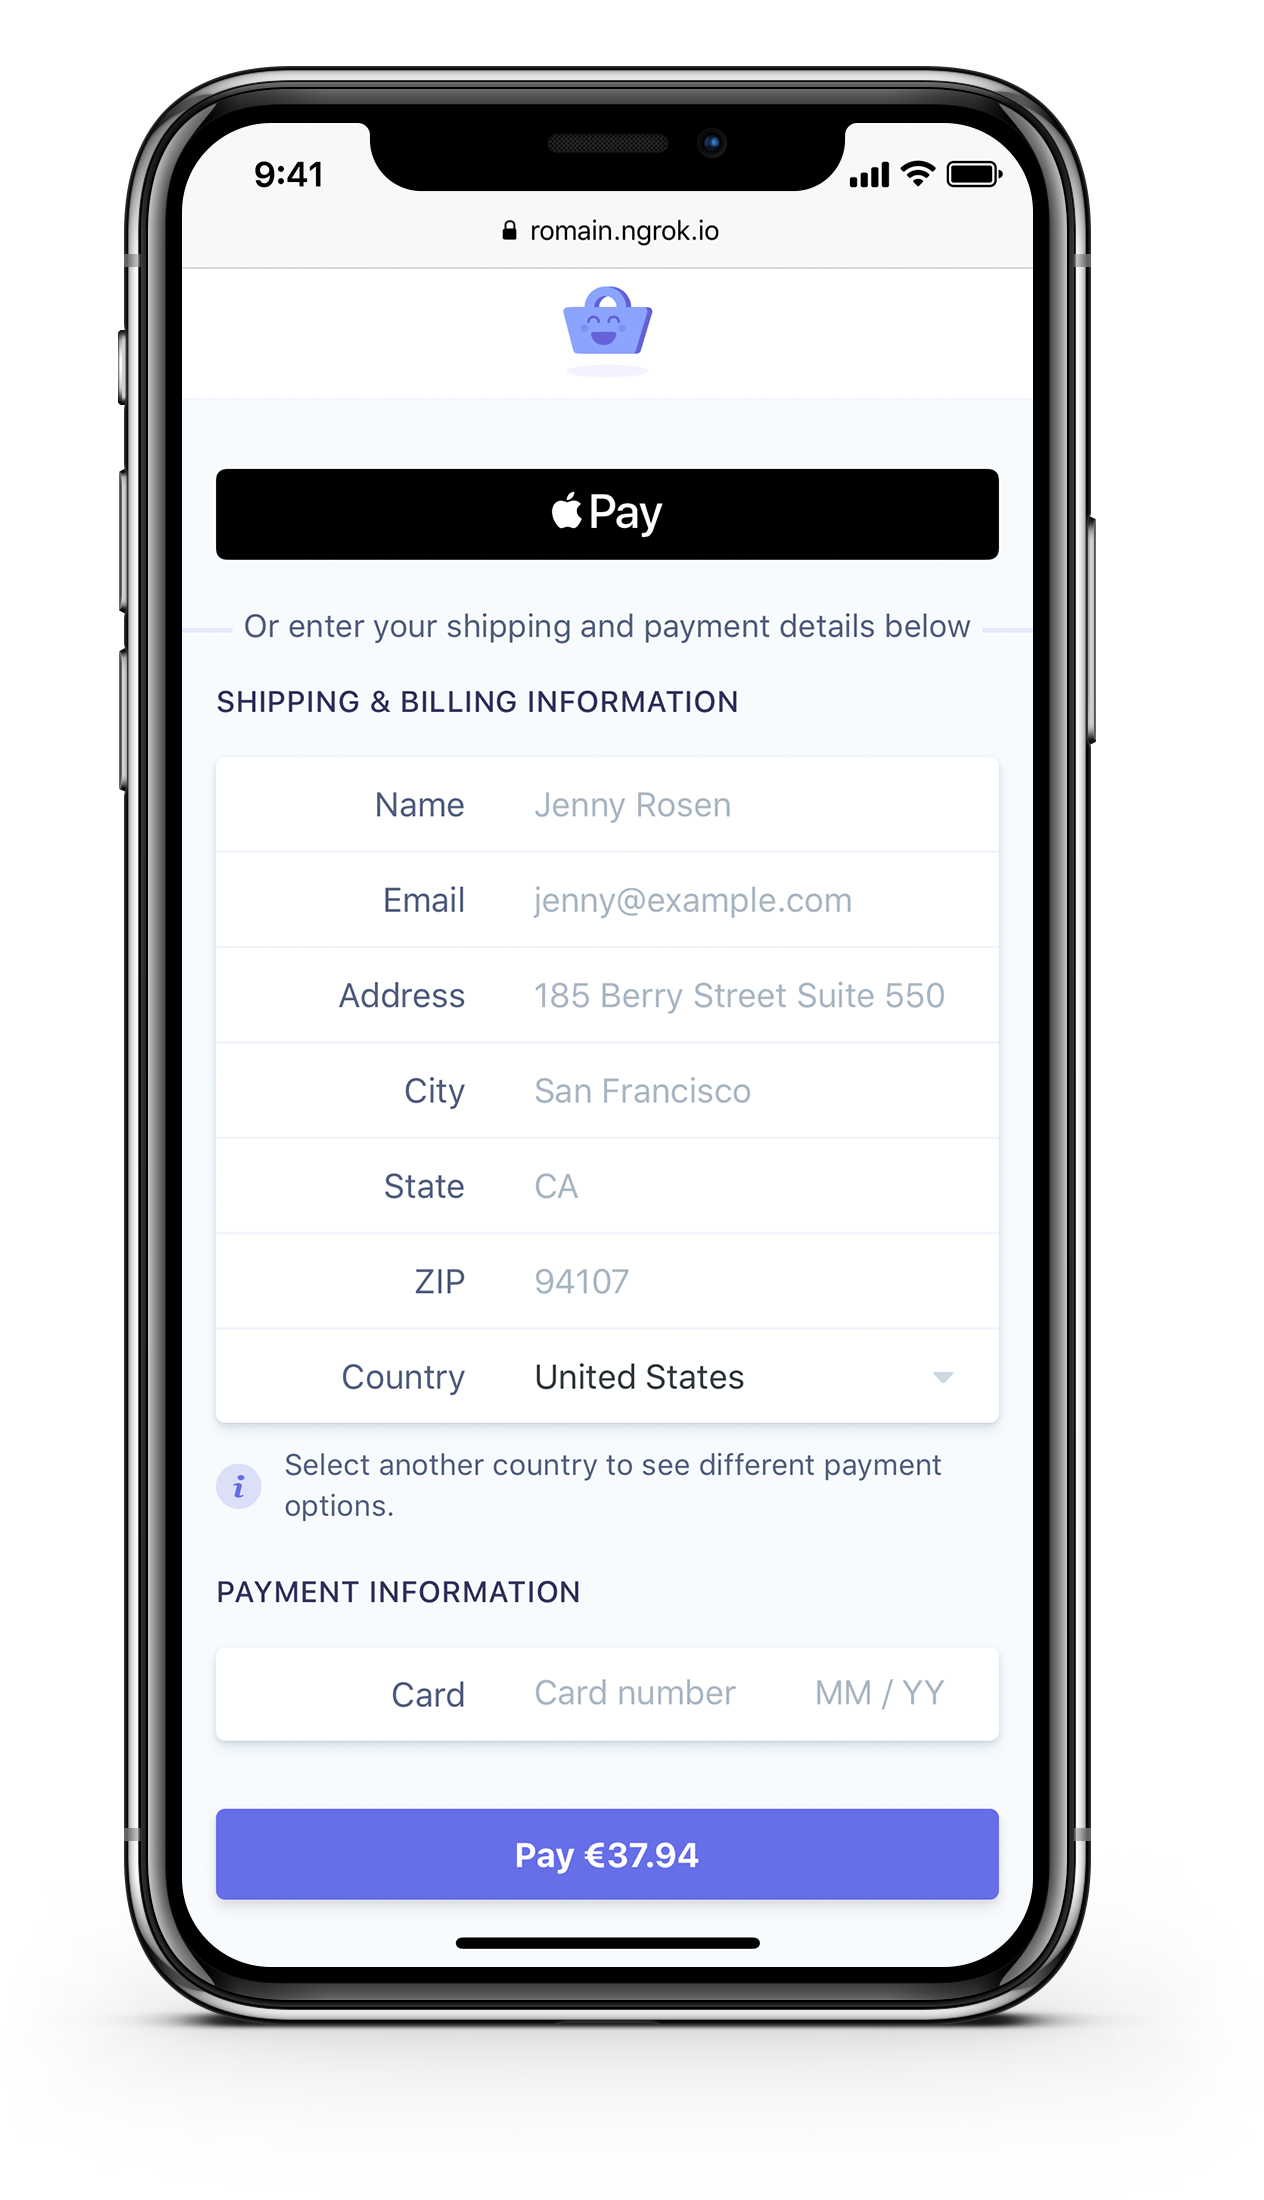 9:41
romain.ngrok.io
Pay
Or enter your shipping and payment details below
SHIPPING & BILLING INFORMATION
Name Jenny Rosen
Email jenny@example.com
Address 185 Berry Street Suite 550
City San Francisco
State CA
ZIP 94107
Country United States
i Select another country to see different payment
options.
PAYMENT INFORMATION
Card Card number MM / YY
Pay €37.94